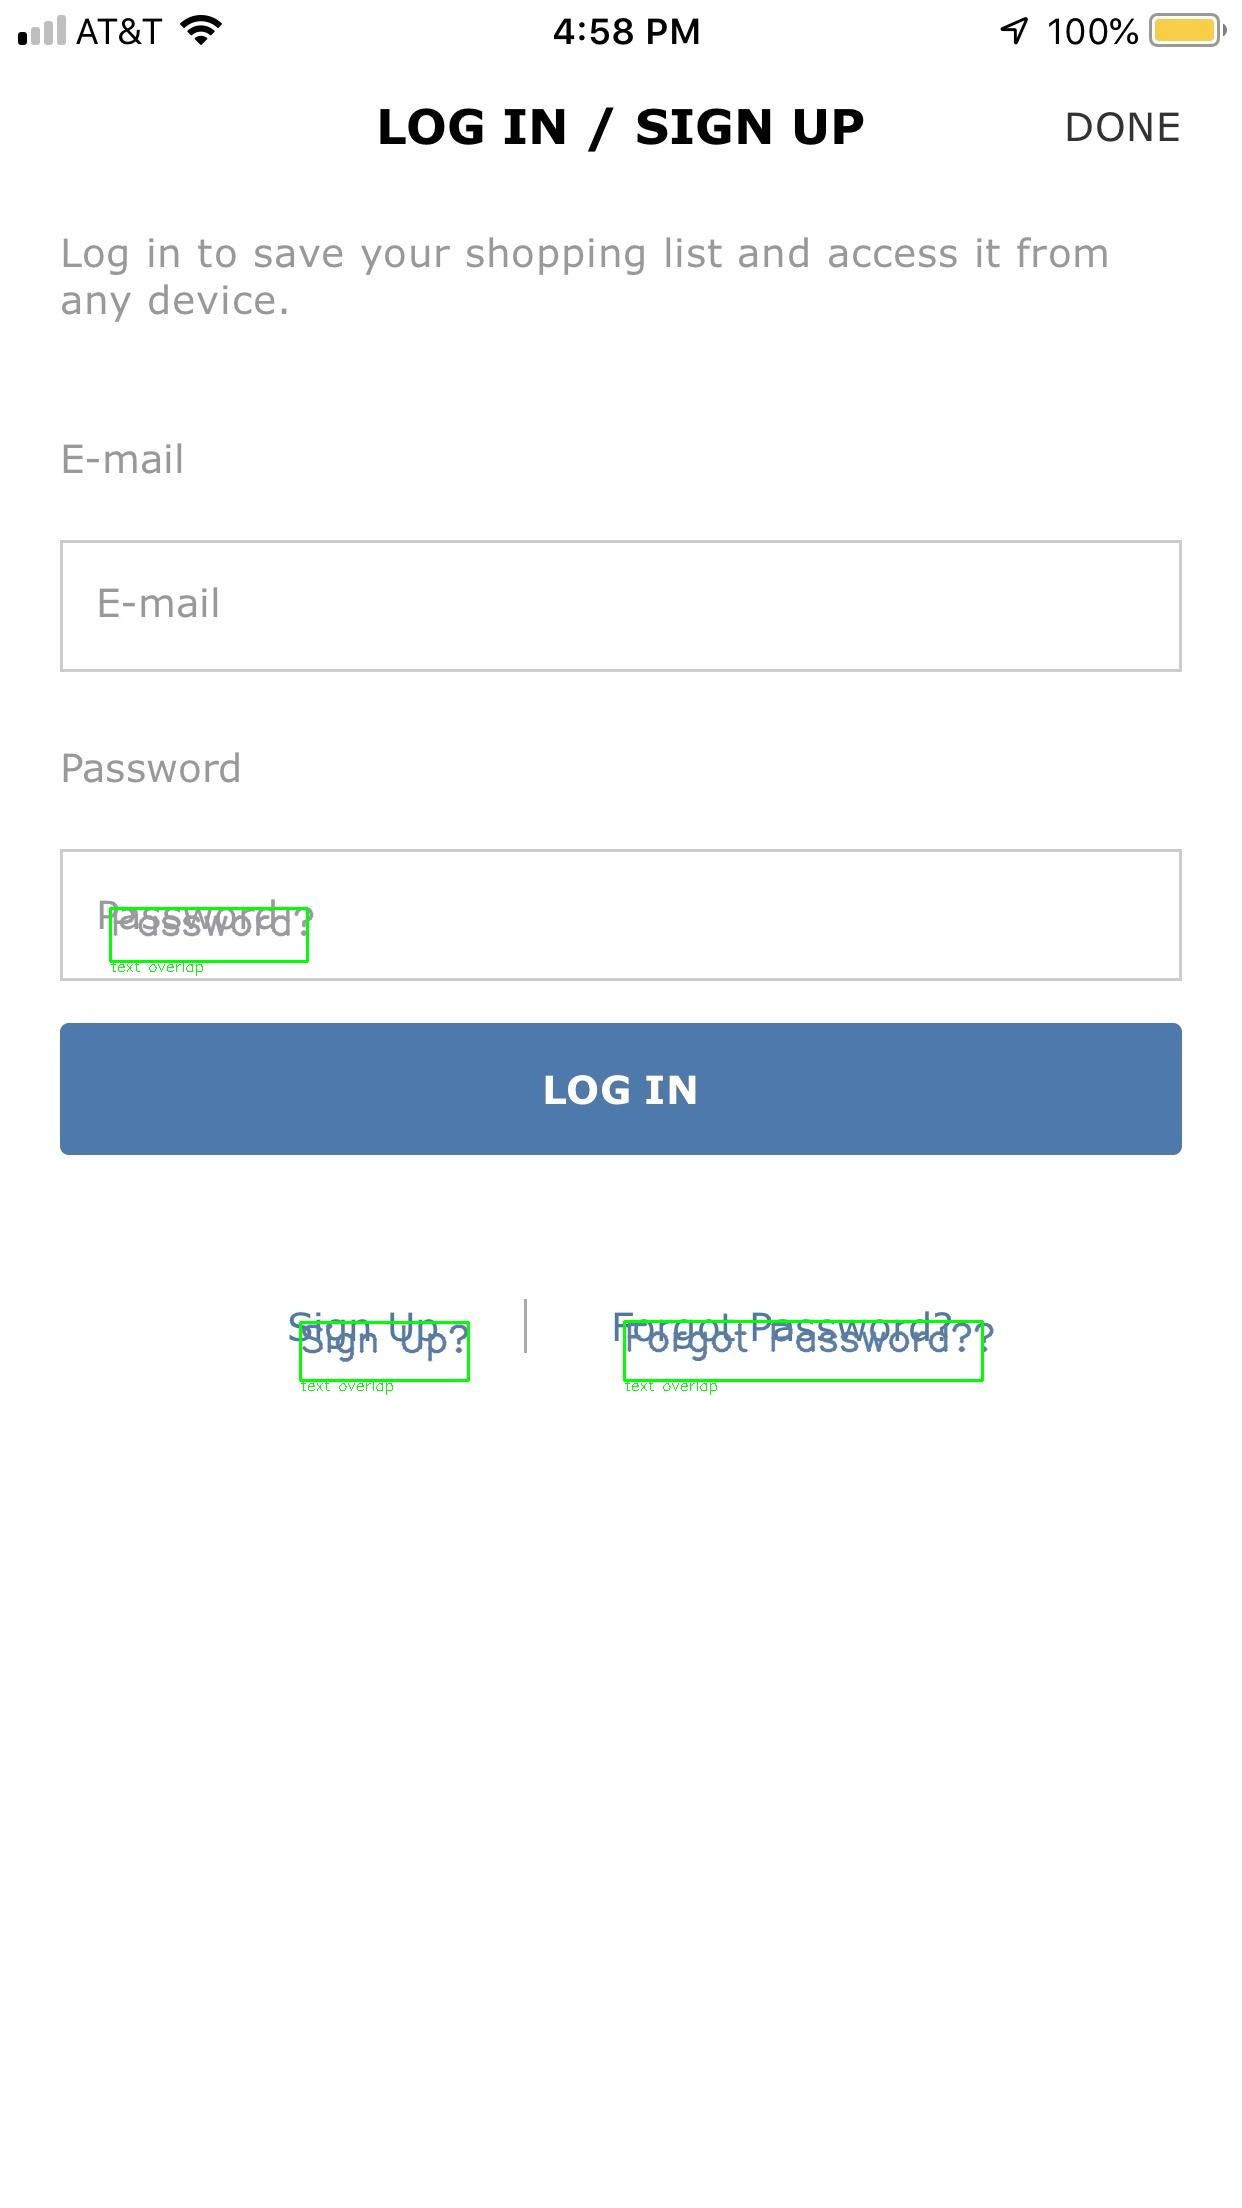 AT&T 4:58 PM 100%
LOG IN / SIGN UP DONE
Log in to save your shopping list and access it from
any device.
E-mail
E-mail
Password
Password
Password?
text overlap
LOG IN
Sign Up Forgot Password?
Sign Up? Forgot Password??
text overlap text overlap